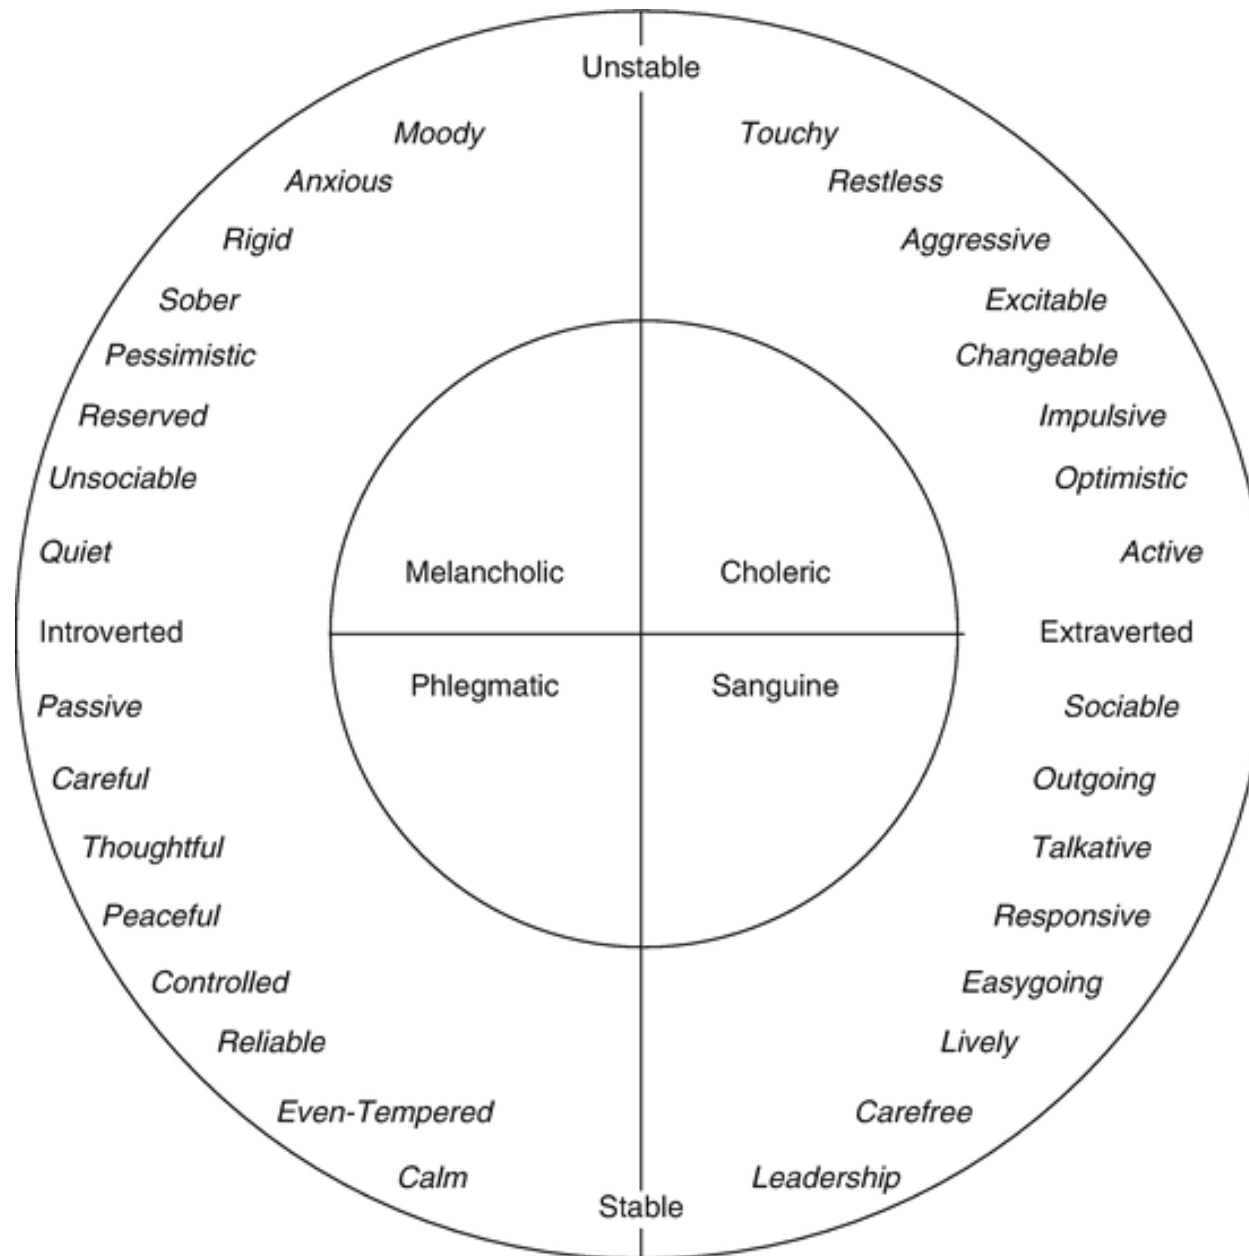 Unstable
Moody
Touchy
Anxious
Restless
Rigid
Aggressive
Sober
Excitable
Pessimistic
Changeable
Reserved
Impulsive
Unsociable
Optimistic
Quiet
Active
Melancholic
Choleric
Introverted
Extraverted
Phlegmatic
Sanguine
Passive
Sociable
Careful
Outgoing
Thoughtful
Talkative
Peaceful
Responsive
Controlled
Easygoing
Reliable
Lively
Even-Tempered
Carefree
Calm
Leadership
Stable